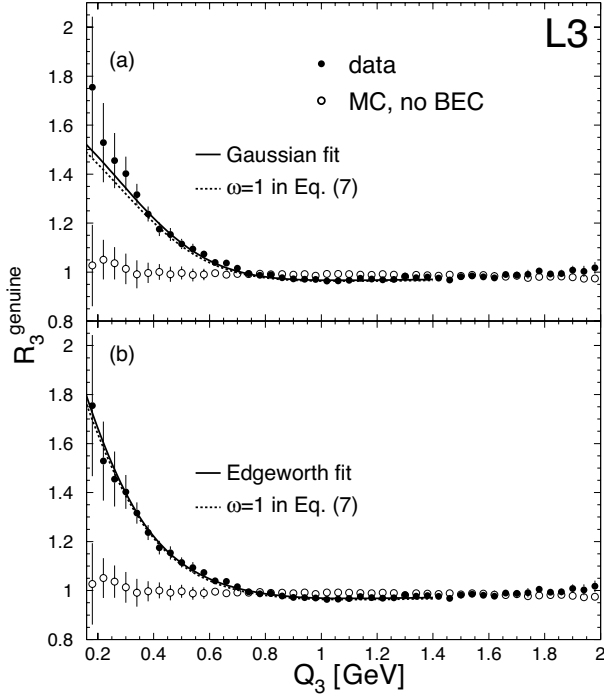 L3
(a)
data
MC, no BEC
Gaussian fit
ω=1 in Eq. (7)
2
1.8
1.6
1.4
1.2
1
0.8
R₃ᵍᵉⁿᵘⁱⁿᵉ
(b)
Edgeworth fit
ω=1 in Eq. (7)
2
1.8
1.6
1.4
1.2
1
0.8
0.2 0.4 0.6 0.8 1 1.2 1.4 1.6 1.8 2
Q₃ [GeV]